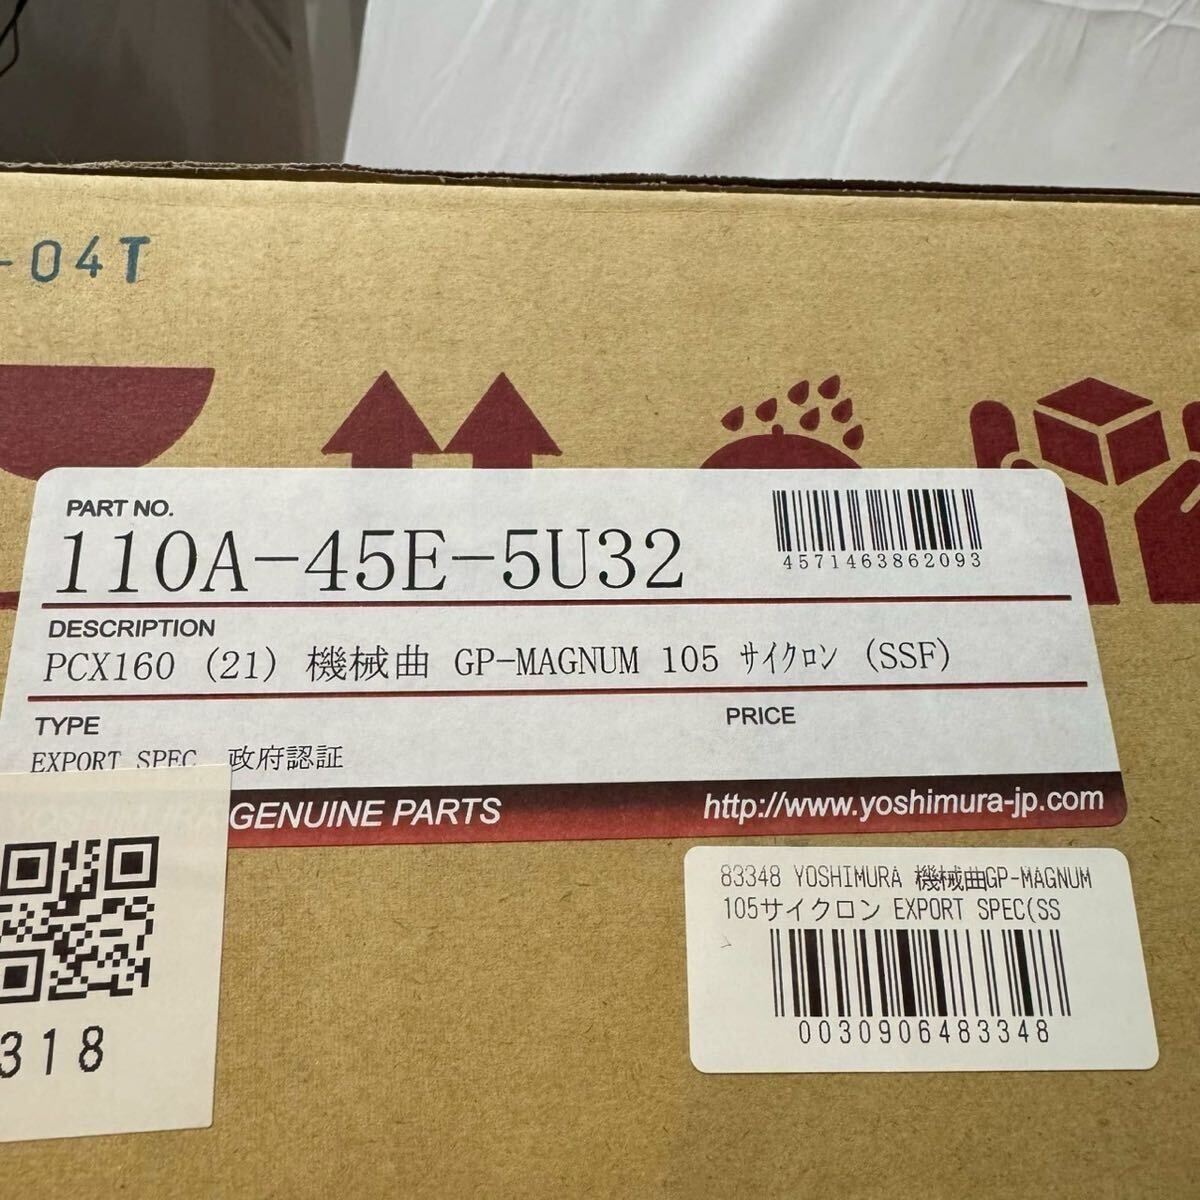 -04T
PART NO.
110A-45E-5U32
4571463862093
DESCRIPTION
PCX160 (21) 機械曲 GP-MAGNUM 105 サイクロン (SSF)
TYPE
PRICE
EXPORT SPEC 政府認証
GENUINE PARTS
http://www.yoshimura-jp.com
83348 YOSHIMURA 機械曲GP-MAGNUM
105サイクロン EXPORT SPEC(SS
0030906483348
318